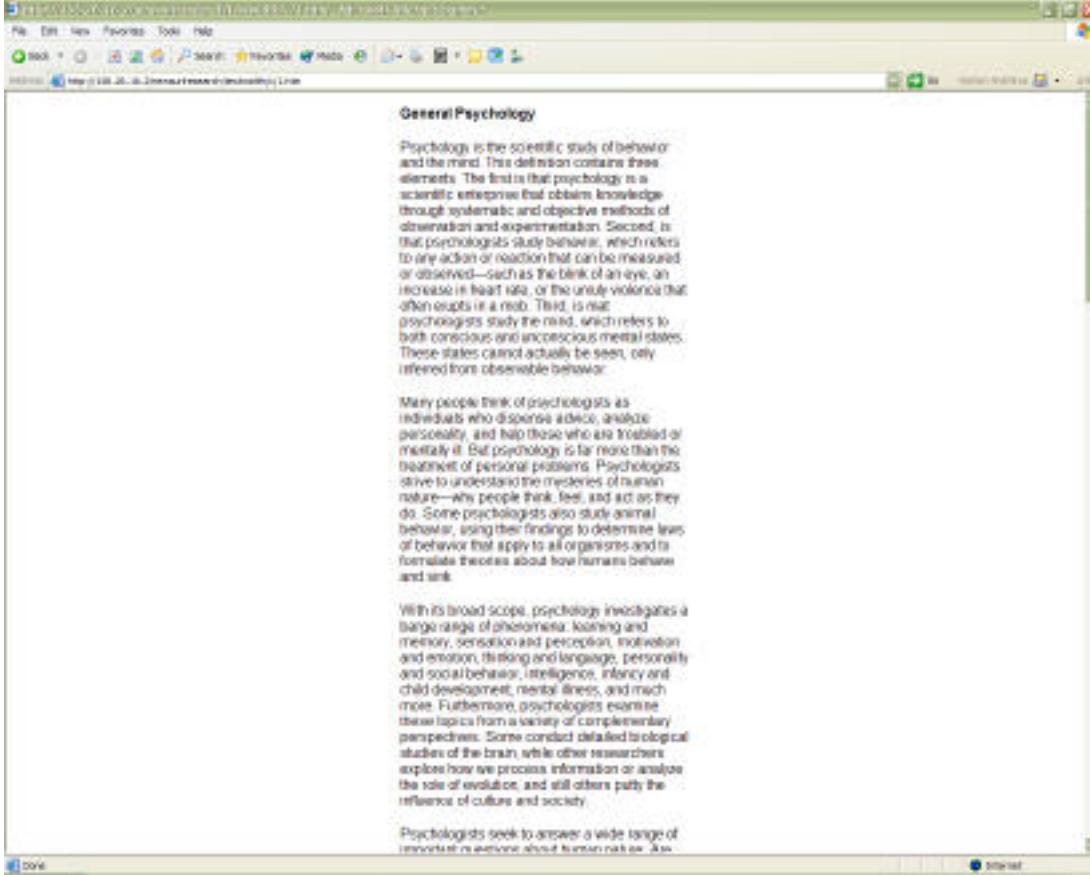 File Edit View Favorites Tools Help
Back Search Favorites Media
Go
General Psychology
Psychology is the scientific study of behavior
and the mind. This definition contains three
elements. The first is that psychology is a
scientific enterprise that obtains knowledge
through systematic and objective methods of
observation and experimentation. Second, is
that psychologists study behavior, which refers
to any action or reaction that can be measured
or observed—such as the blink of an eye, an
increase in heart rate, or the unruly violence that
often erupts in a mob. Third, is mat
psychologists study the mind, which refers to
both conscious and unconscious mental states.
These states cannot actually be seen, only
inferred from observable behavior.
Many people think of psychologists as
individuals who dispense advice, analyze
personality, and help those who are troubled or
mentally ill. But psychology is far more than the
treatment of personal problems. Psychologists
strive to understand the mysteries of human
nature—why people think, feel, and act as they
do. Some psychologists also study animal
behavior, using their findings to determine laws
of behavior that apply to all organisms and to
formulate theories about how humans behave
and sink.
With its broad scope, psychology investigates a
barge range of phenomena: learning and
memory, sensation and perception, motivation
and emotion, thinking and language, personality
and social behavior, intelligence, infancy and
child development, mental illness, and much
more. Furthermore, psychologists examine
these topics from a variety of complementary
perspectives. Some conduct detailed biological
studies of the brain, while other researchers
explore how we process information or analyze
the role of evolution, and still others putty the
influence of culture and society.
Psychologists seek to answer a wide range of
important questions about human nature: Are
Done
Internet